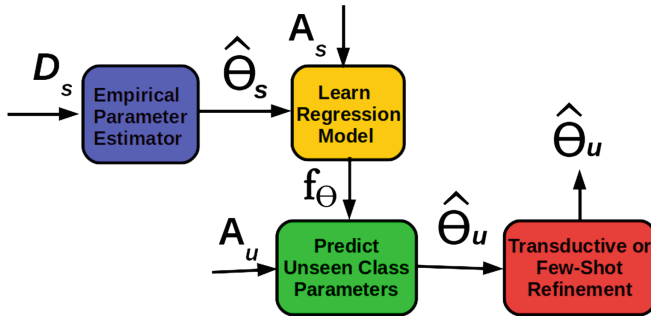 D_s
Empirical
Parameter
Estimator
Θ̂_s
A_s
Learn
Regression
Model
f_Θ
A_u
Predict
Unseen Class
Parameters
Θ̂_u
Transductive or
Few-Shot
Refinement
Θ̂_u